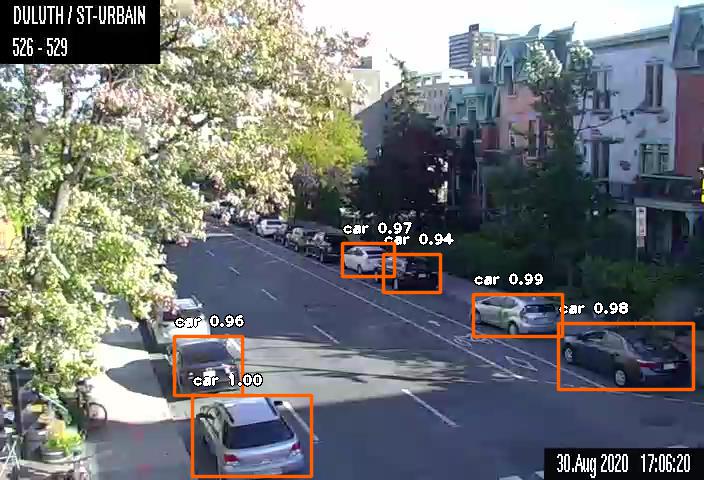 DULUTH / ST-URBAIN
526 - 529
car 0.97
car 0.94
car 0.99
car 0.98
car 0.96
car 1.00
30.Aug 2020 17:06:20